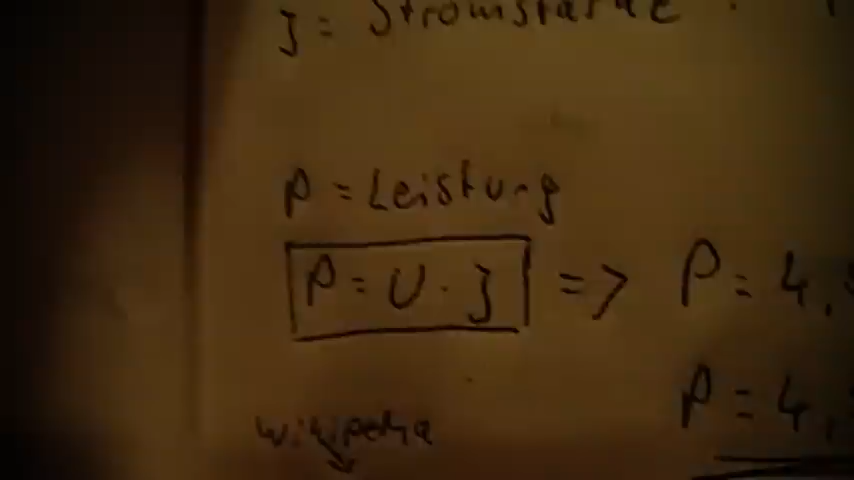 I = Stromstärke
P = Leistung
P = U · I => P = 4,
P = 4,
wikipedia